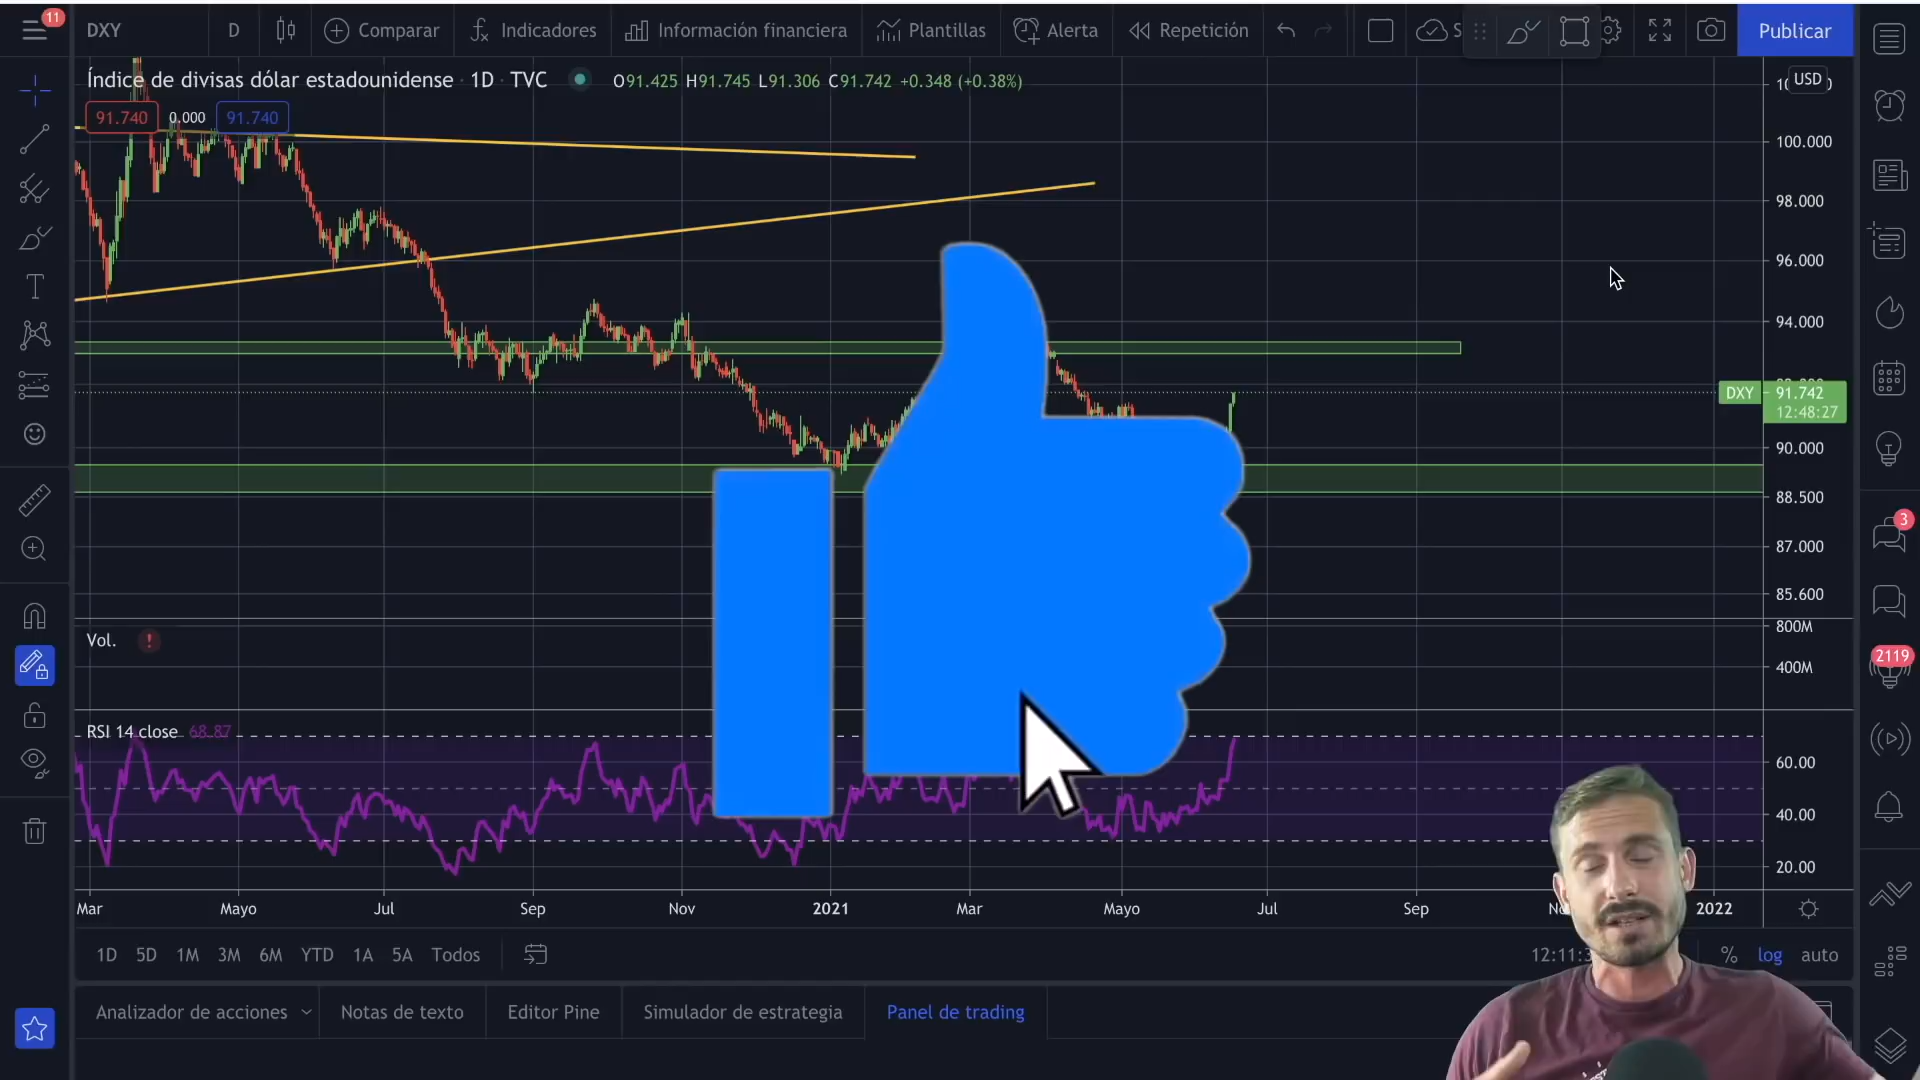 11
DXY
D
Comparar
Indicadores
Información financiera
Plantillas
Alerta
Repetición
S
Publicar
Índice de divisas dólar estadounidense · 1D · TVC
O91.425 H91.745 L91.306 C91.742 +0.348 (+0.38%)
USD
91.740 0.000 91.740
100.000
98.000
96.000
94.000
DXY 91.742
12:48:27
90.000
88.500
87.000
85.600
Vol. !
800M
400M
RSI 14 close 68.87
60.00
40.00
20.00
3
2119
Mar Mayo Jul Sep Nov 2021 Mar Mayo Jul Sep 2022
1D 5D 1M 3M 6M YTD 1A 5A Todos
% log auto
Analizador de acciones
Notas de texto
Editor Pine
Simulador de estrategia
Panel de trading